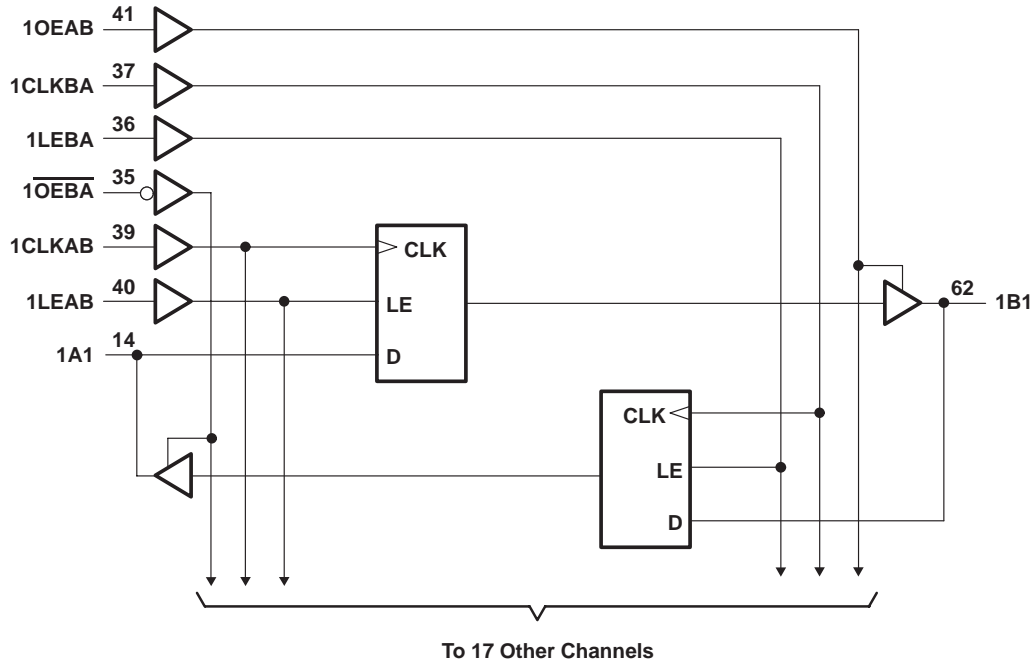 1OEAB 41
1CLKBA 37
1LEBA 36
1O̅E̅B̅A̅ 35
1CLKAB 39
1LEAB 40
1A1 14
CLK
LE
D
62 1B1
CLK
LE
D
To 17 Other Channels